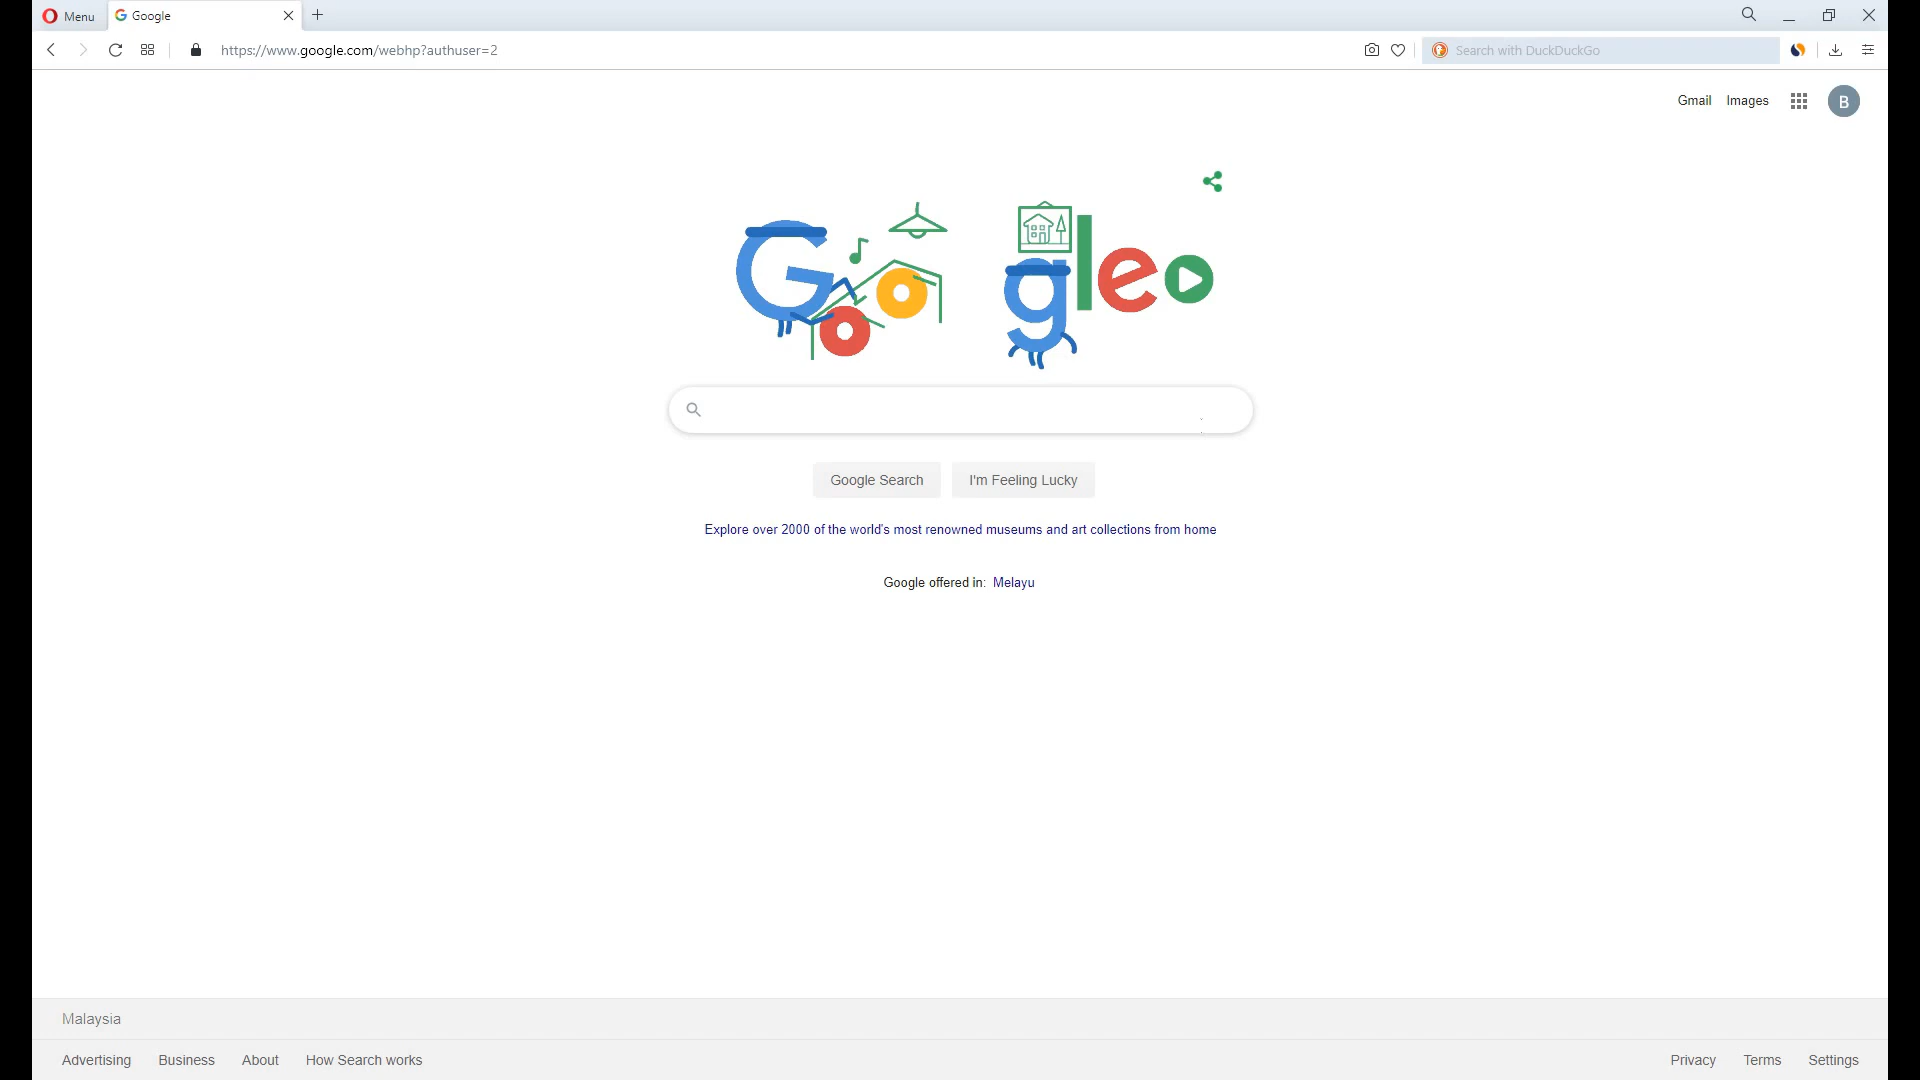 Menu
Google
https://www.google.com/webhp?authuser=2
Search with DuckDuckGo
Gmail Images
B
Google
Google Search
I'm Feeling Lucky
Explore over 2000 of the world's most renowned museums and art collections from home
Google offered in: Melayu
Malaysia
Advertising Business About How Search works
Privacy Terms Settings